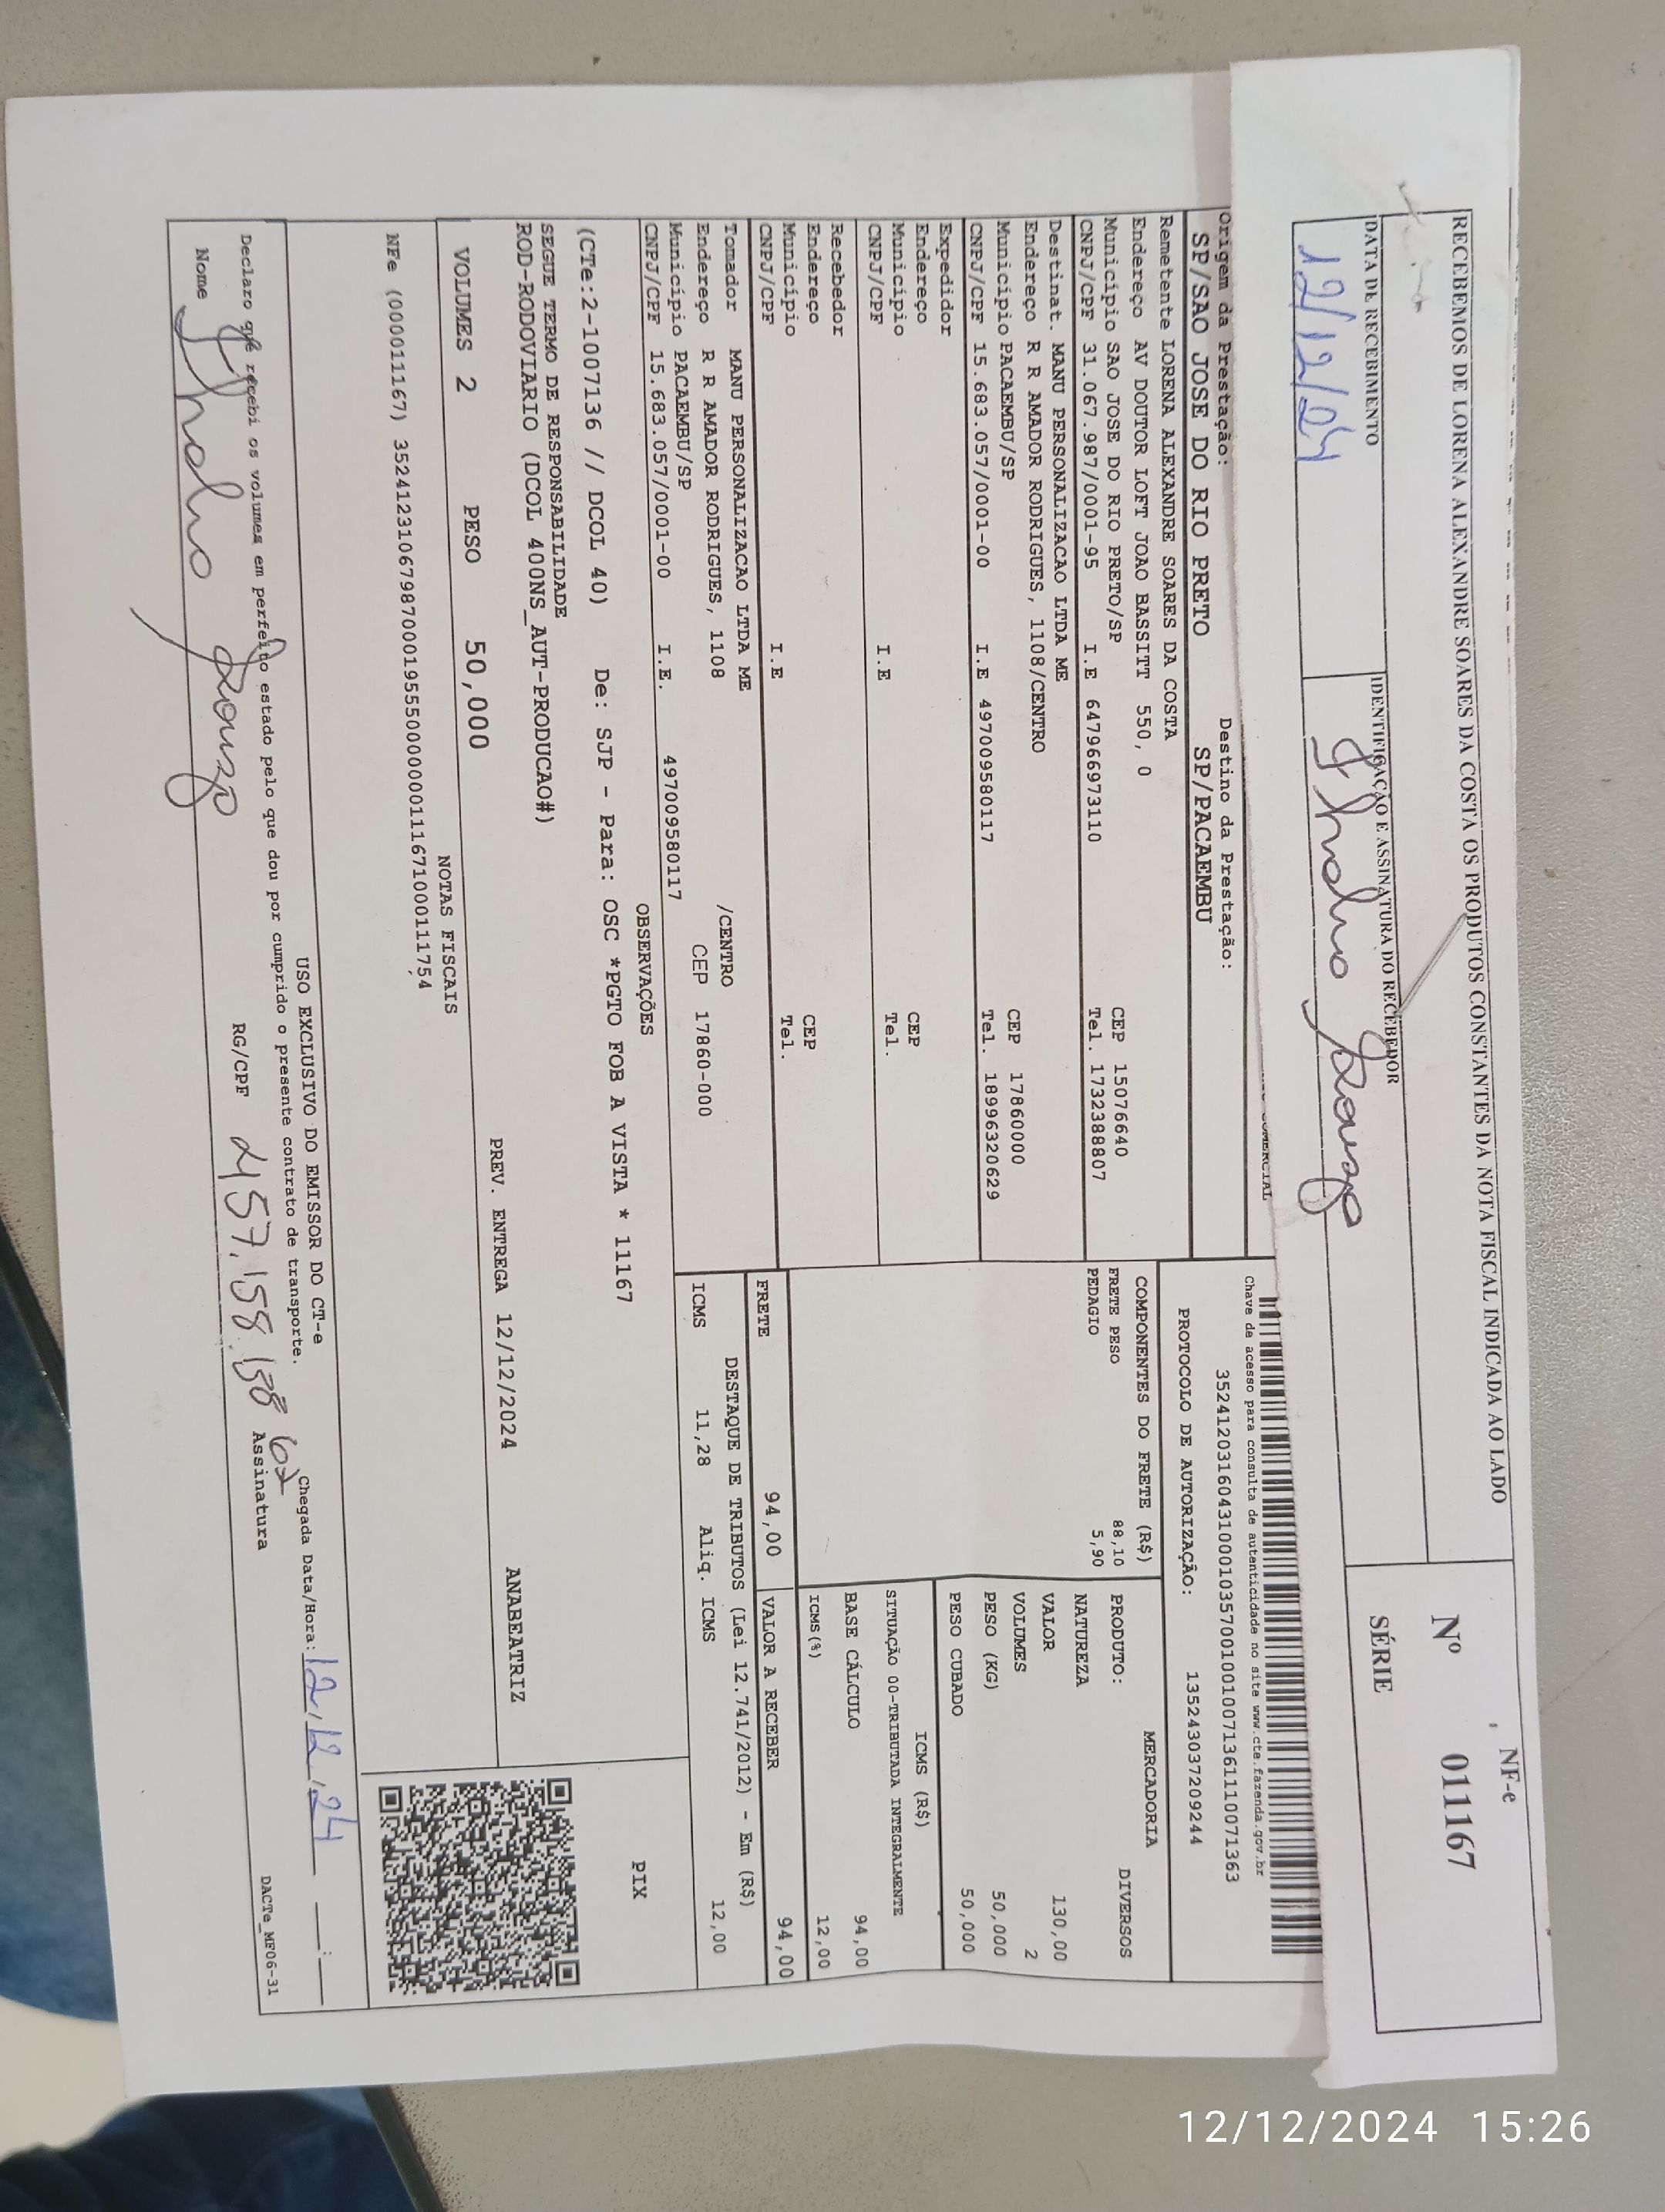 RECEBEMOS DE LORENA ALEXANDRE SOARES DA COSTA OS PRODUTOS CONSTANTES DA NOTA FISCAL INDICADA AO LADO
NF-e
Nº 011167
SÉRIE
DATA DE RECEBIMENTO
IDENTIFICAÇÃO E ASSINATURA DO RECEBEDOR
12/12/24
Chave de acesso para consulta de autenticidade no site www.cte.fazenda.gov.br
35241203160431000103570010010071361110071363
PROTOCOLO DE AUTORIZAÇÃO: 135243037209244
Origem da Prestação: Destino da Prestação:
SP/SAO JOSE DO RIO PRETO SP/PACAEMBU
Remetente LORENA ALEXANDRE SOARES DA COSTA
Endereço AV DOUTOR LOFT JOAO BASSITT 550, 0
Município SAO JOSE DO RIO PRETO/SP CEP 15076640
CNPJ/CPF 31.067.987/0001-95 I.E 647966973110 Tel. 1732388807
Destinat. MANU PERSONALIZACAO LTDA ME
Endereço R R AMADOR RODRIGUES, 1108/CENTRO
Município PACAEMBU/SP CEP 17860000
CNPJ/CPF 15.683.057/0001-00 I.E 497009580117 Tel. 18996320629
Expedidor
Endereço
Município CEP
CNPJ/CPF I.E Tel.
Recebedor
Endereço
Município CEP
CNPJ/CPF I.E Tel.
Tomador MANU PERSONALIZACAO LTDA ME
Endereço R R AMADOR RODRIGUES, 1108 /CENTRO
Município PACAEMBU/SP CEP 17860-000
CNPJ/CPF 15.683.057/0001-00 I.E. 497009580117
COMPONENTES DO FRETE (R$)
FRETE PESO 88,10
PEDAGIO 5,90
MERCADORIA
PRODUTO: DIVERSOS
NATUREZA
VALOR 130,00
VOLUMES 2
PESO (KG) 50,000
PESO CUBADO 50,000
ICMS (R$)
SITUAÇÃO 00-TRIBUTADA INTEGRALMENTE
BASE CÁLCULO 94,00
ICMS(%) 12,00
FRETE 94,00 VALOR A RECEBER 94,00
DESTAQUE DE TRIBUTOS (Lei 12.741/2012) - Em (R$)
ICMS 11,28 Aliq. ICMS 12,00
OBSERVAÇÕES
(CTe:2-1007136 // DCOL 40) De: SJP - Para: OSC *PGTO FOB A VISTA * 11167
SEGUE TERMO DE RESPONSABILIDADE
ROD-RODOVIARIO (DCOL 400NS_AUT-PRODUCAO#)
PIX
VOLUMES 2 PESO 50,000 PREV. ENTREGA 12/12/2024 ANABEATRIZ
NOTAS FISCAIS
NFe (000011167) 35241231067987000195550000000111671000111754
USO EXCLUSIVO DO EMISSOR DO CT-e
Declaro que recebi os volumes em perfeito estado pelo que dou por cumprido o presente contrato de transporte.
Chegada Data/Hora: 12/12/24 __:__
Nome RG/CPF 457.158.158 62 Assinatura
DACTe_MF06-31
12/12/2024 15:26